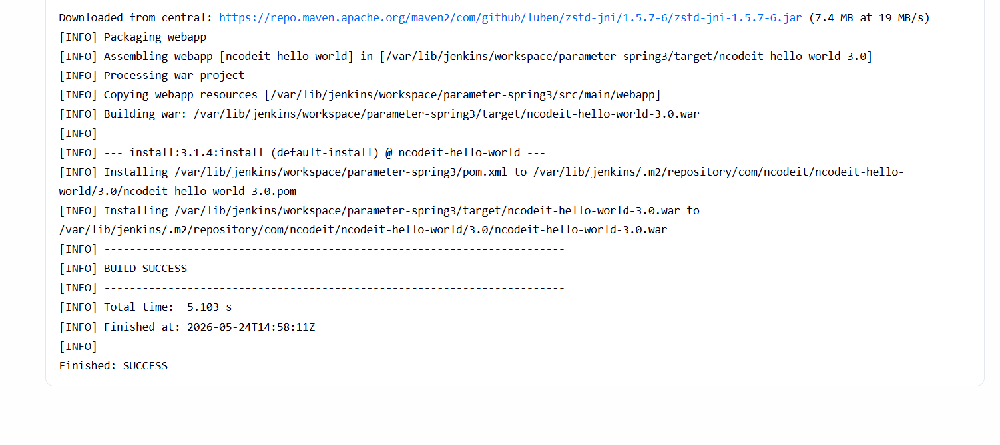 Downloaded from central: https://repo.maven.apache.org/maven2/com/github/luben/zstd-jni/1.5.7-6/zstd-jni-1.5.7-6.jar (7.4 MB at 19 MB/s)
[INFO] Packaging webapp
[INFO] Assembling webapp [ncodeit-hello-world] in [/var/lib/jenkins/workspace/parameter-spring3/target/ncodeit-hello-world-3.0]
[INFO] Processing war project
[INFO] Copying webapp resources [/var/lib/jenkins/workspace/parameter-spring3/src/main/webapp]
[INFO] Building war: /var/lib/jenkins/workspace/parameter-spring3/target/ncodeit-hello-world-3.0.war
[INFO]
[INFO] --- install:3.1.4:install (default-install) @ ncodeit-hello-world ---
[INFO] Installing /var/lib/jenkins/workspace/parameter-spring3/pom.xml to /var/lib/jenkins/.m2/repository/com/ncodeit/ncodeit-hello-
world/3.0/ncodeit-hello-world-3.0.pom
[INFO] Installing /var/lib/jenkins/workspace/parameter-spring3/target/ncodeit-hello-world-3.0.war to
/var/lib/jenkins/.m2/repository/com/ncodeit/ncodeit-hello-world/3.0/ncodeit-hello-world-3.0.war
[INFO] ------------------------------------------------------------------------
[INFO] BUILD SUCCESS
[INFO] ------------------------------------------------------------------------
[INFO] Total time:  5.103 s
[INFO] Finished at: 2026-05-24T14:58:11Z
[INFO] ------------------------------------------------------------------------
Finished: SUCCESS